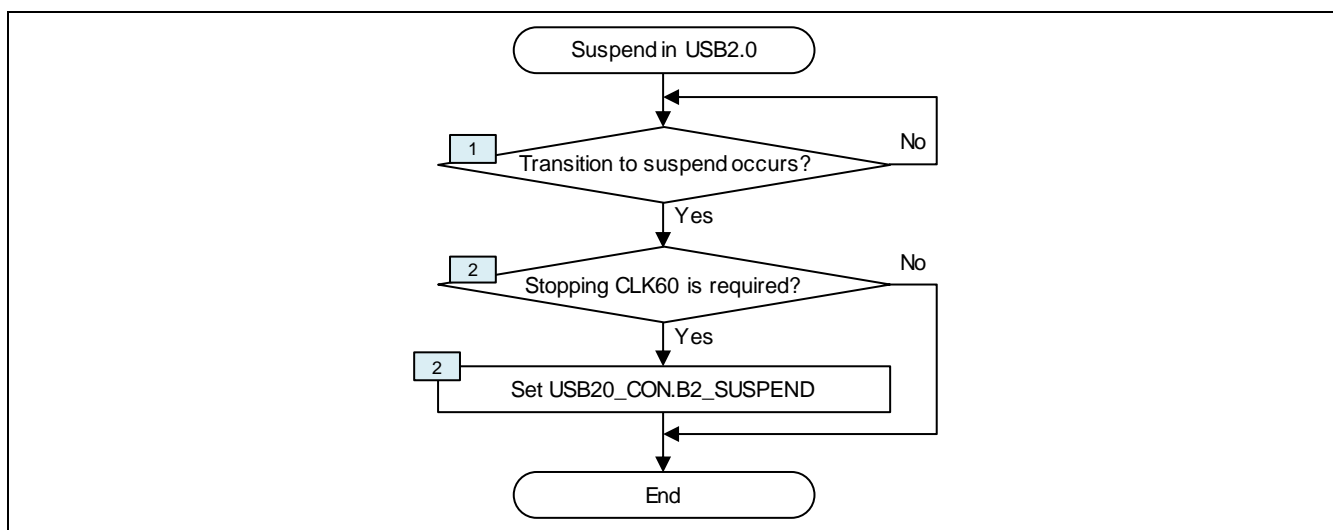 Suspend in USB2.0
1
Transition to suspend occurs?
No
Yes
2
Stopping CLK60 is required?
No
Yes
2
Set USB20_CON.B2_SUSPEND
End